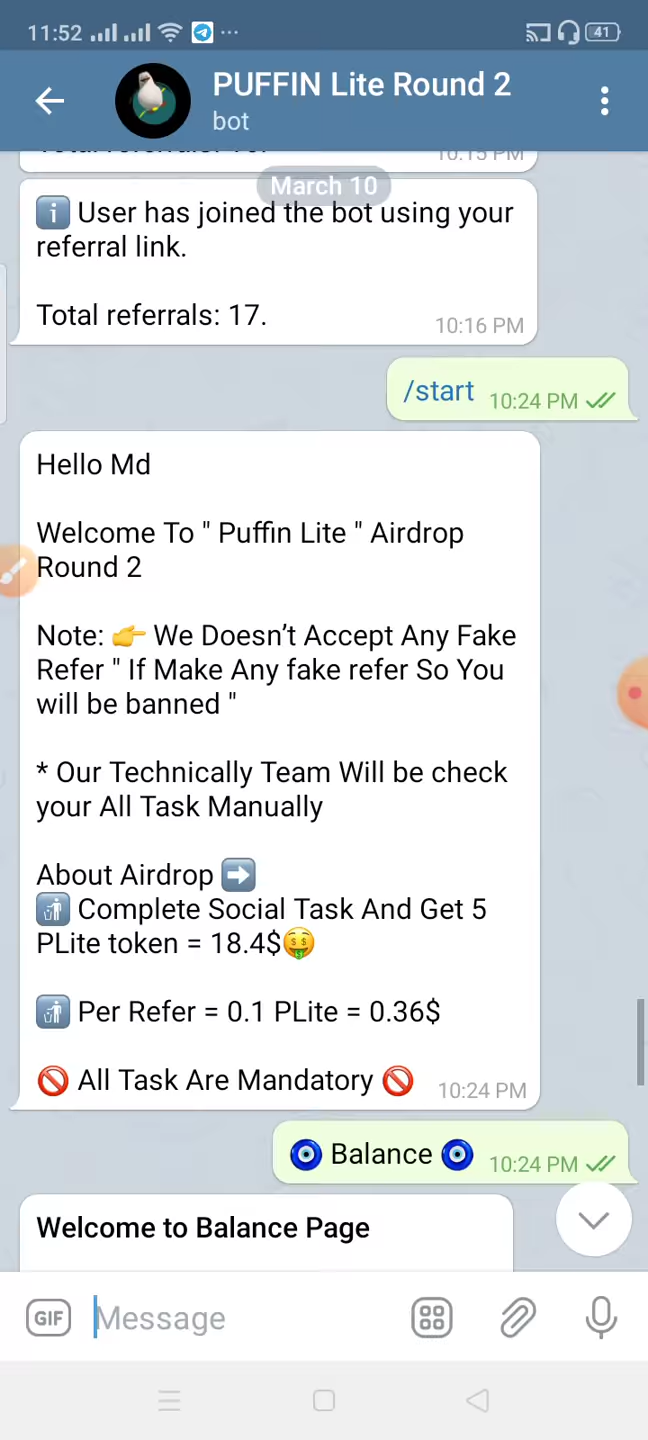 11:52
41
PUFFIN Lite Round 2
bot
10:15 PM
March 10
User has joined the bot using your
referral link.
Total referrals: 17.
10:16 PM
/start 10:24 PM
Hello Md
Welcome To " Puffin Lite " Airdrop
Round 2
Note: 👉 We Doesn’t Accept Any Fake
Refer " If Make Any fake refer So You
will be banned "
* Our Technically Team Will be check
your All Task Manually
About Airdrop ➡️
🚮 Complete Social Task And Get 5
PLite token = 18.4$🤑
🚮 Per Refer = 0.1 PLite = 0.36$
🚫 All Task Are Mandatory 🚫 10:24 PM
🧿 Balance 🧿 10:24 PM
Welcome to Balance Page
GIF Message